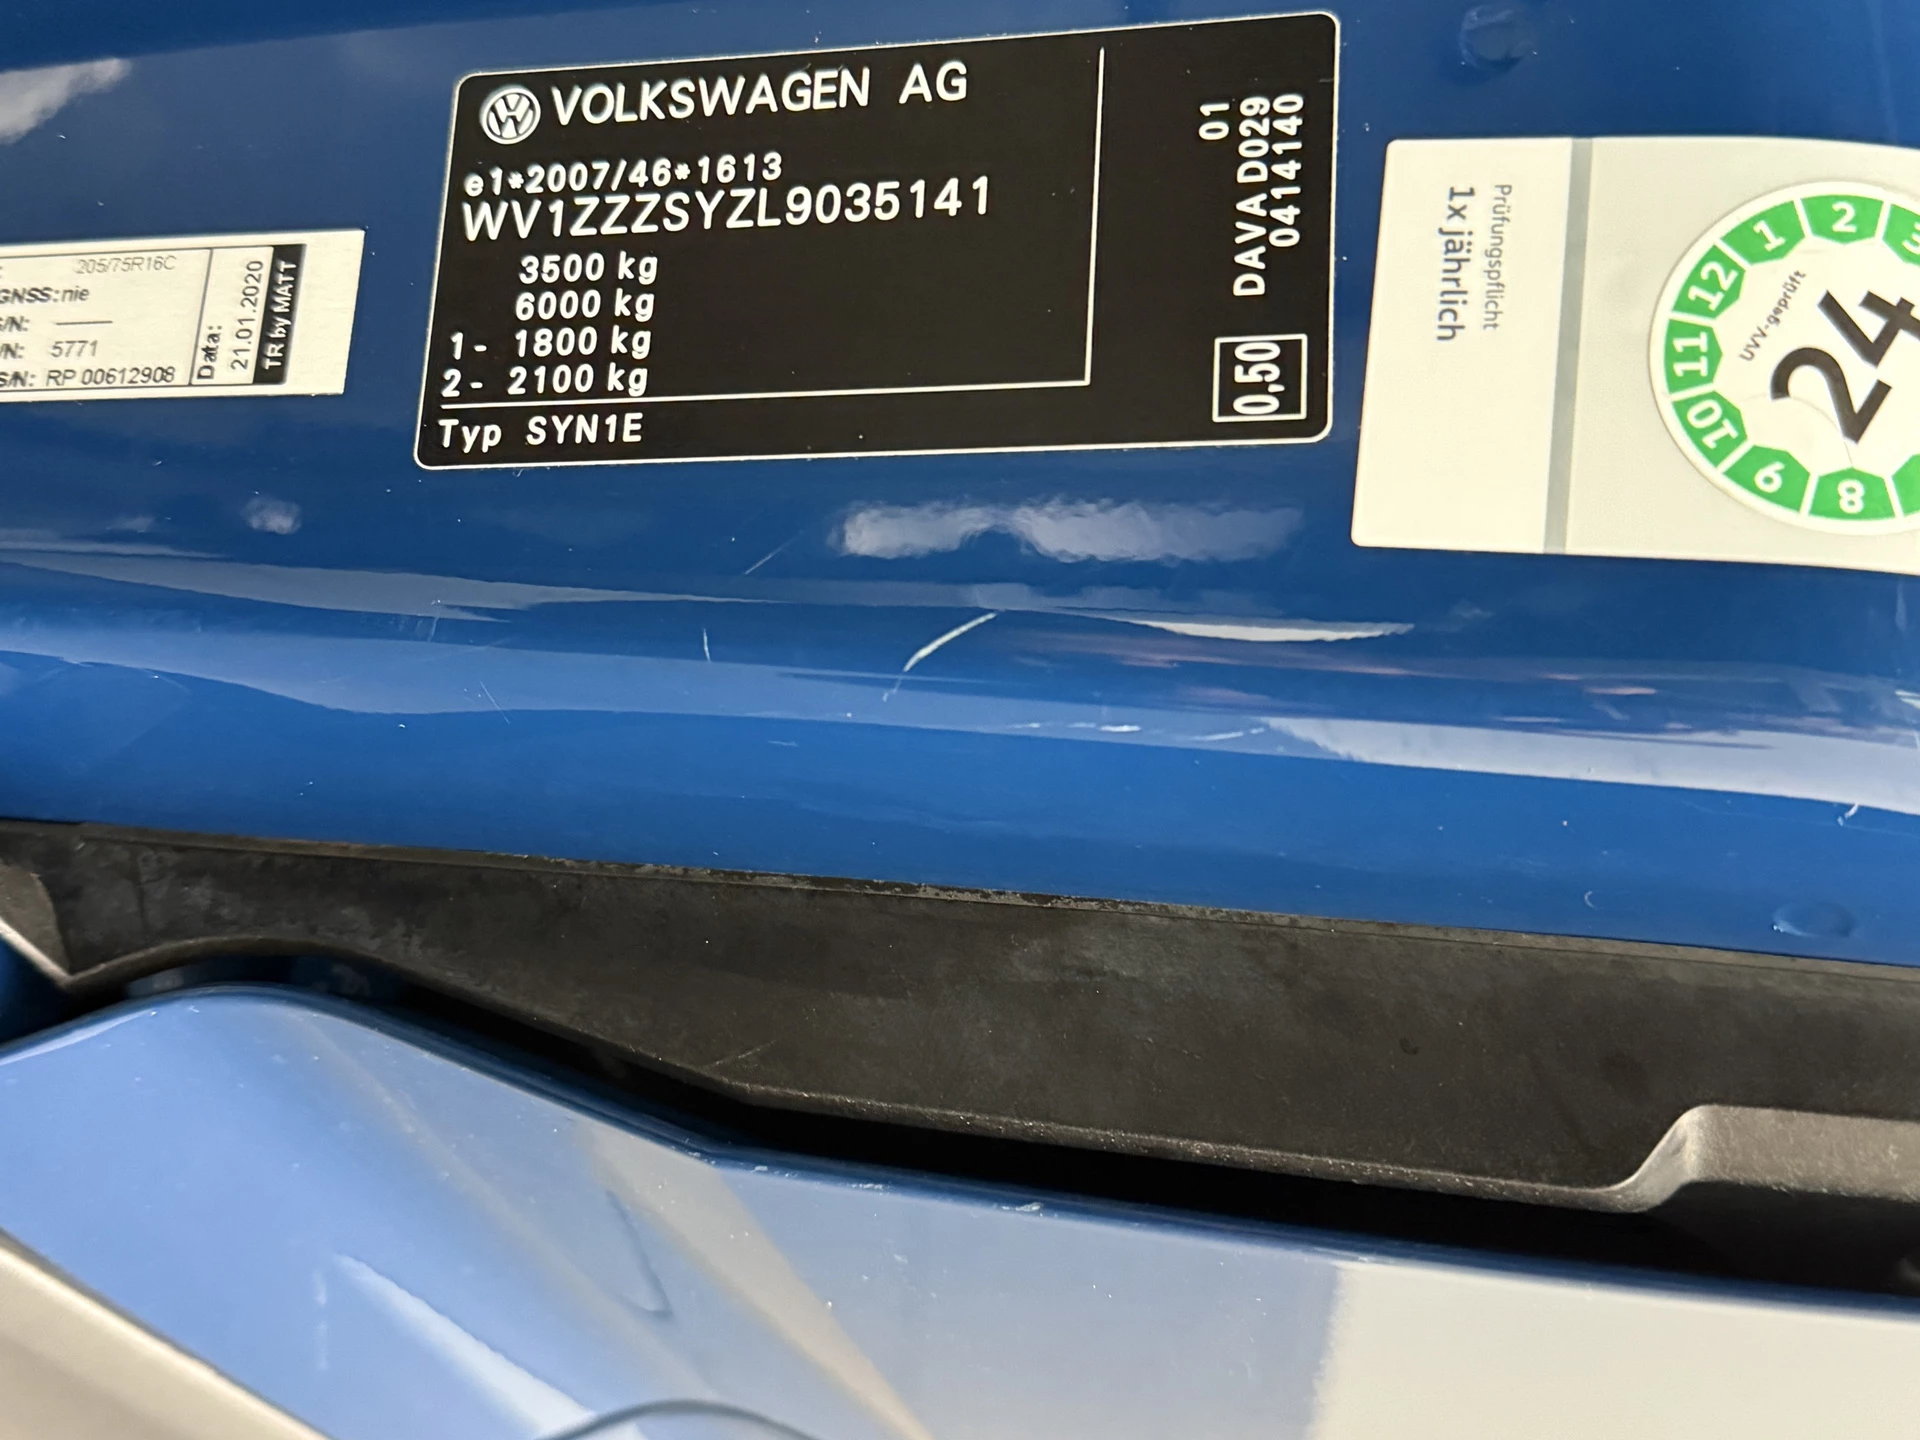 VOLKSWAGEN AG
e1*2007/46*1613
WV1ZZZSYZL9035141
3500 kg
6000 kg
1- 1800 kg
2- 2100 kg
Typ SYN1E
01
DAVA D029
0414140
0,50
205/75R16C
GNSS:nie
S/N:
/N: 5771
S/N: RP 00612908
Data:
21.01.2020
TR by MATT
Prüfungspflicht
1x jährlich
UVV-geprüft
24
1
2
3
8
9
10
11
12